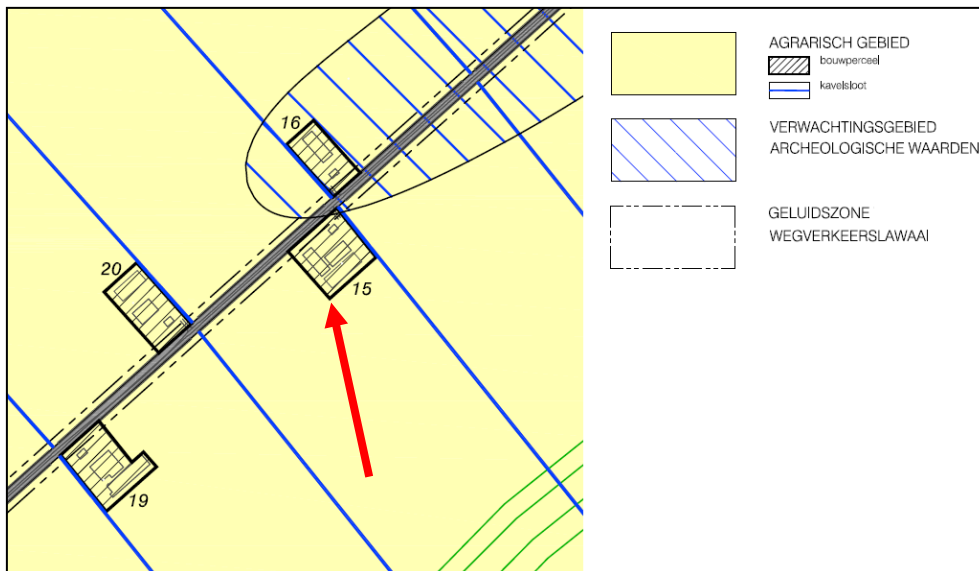 16
20
15
19
AGRARISCH GEBIED
bouwperceel
kavelsloot
VERWACHTINGSGEBIED
ARCHEOLOGISCHE WAARDEN
GELUIDSZONE
WEGVERKEERSLAWAAI